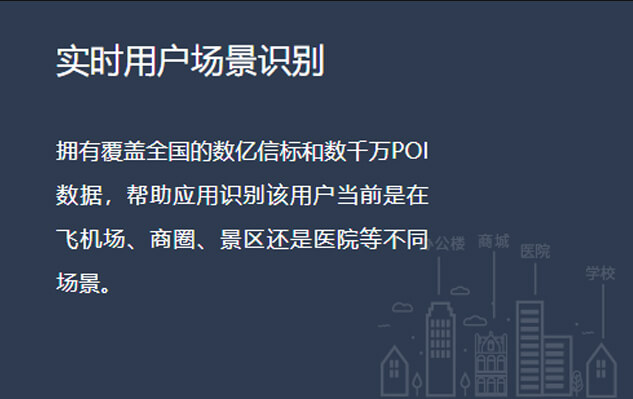 实时用户场景识别
拥有覆盖全国的数亿信标和数千万POI
数据，帮助应用识别该用户当前是在
飞机场、商圈、景区还是医院等不同
场景。
办公楼
商城
医院
学校